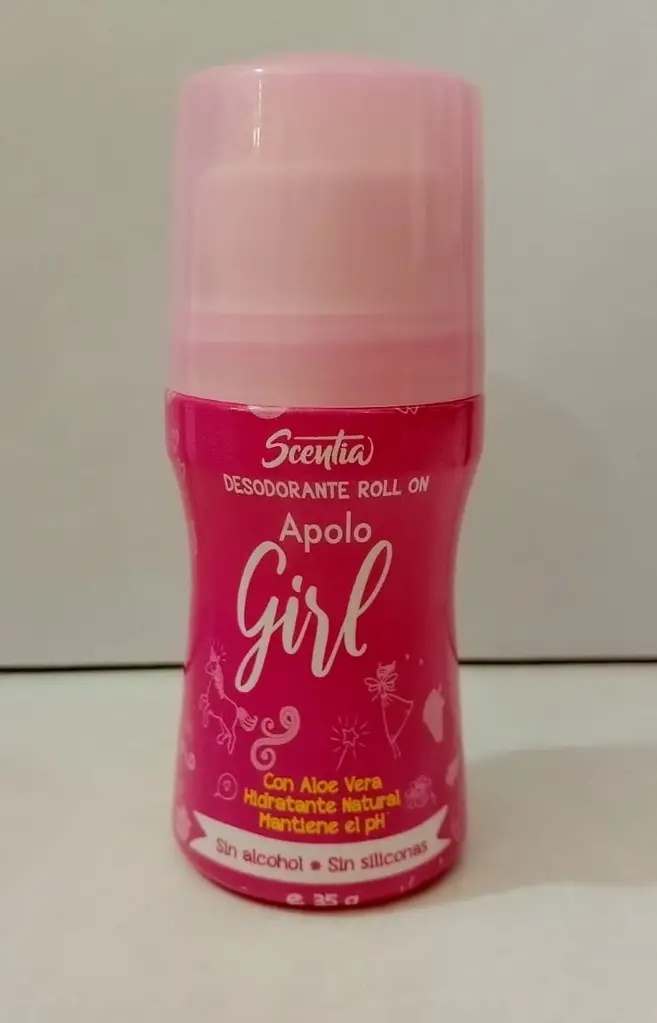 Scentia
DESODORANTE ROLL ON
Apolo
Girl
Con Aloe Vera
Hidratante Natural
Mantiene el pH
Sin alcohol • Sin siliconas
e 35 g